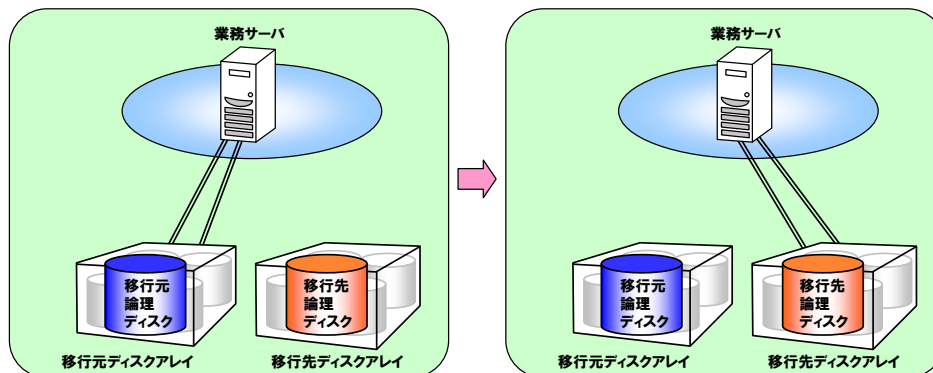 業務サーバ
移行元
論理
ディスク
移行先
論理
ディスク
移行元ディスクアレイ
移行先ディスクアレイ
業務サーバ
移行元
論理
ディスク
移行先
論理
ディスク
移行元ディスクアレイ
移行先ディスクアレイ